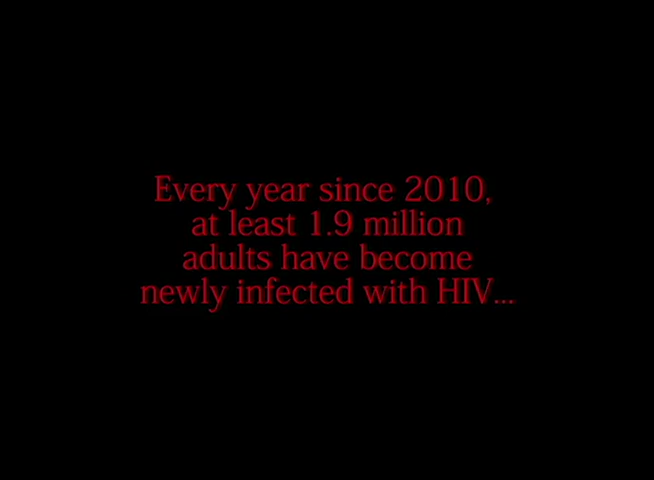 Every year since 2010,
at least 1.9 million
adults have become
newly infected with HIV...